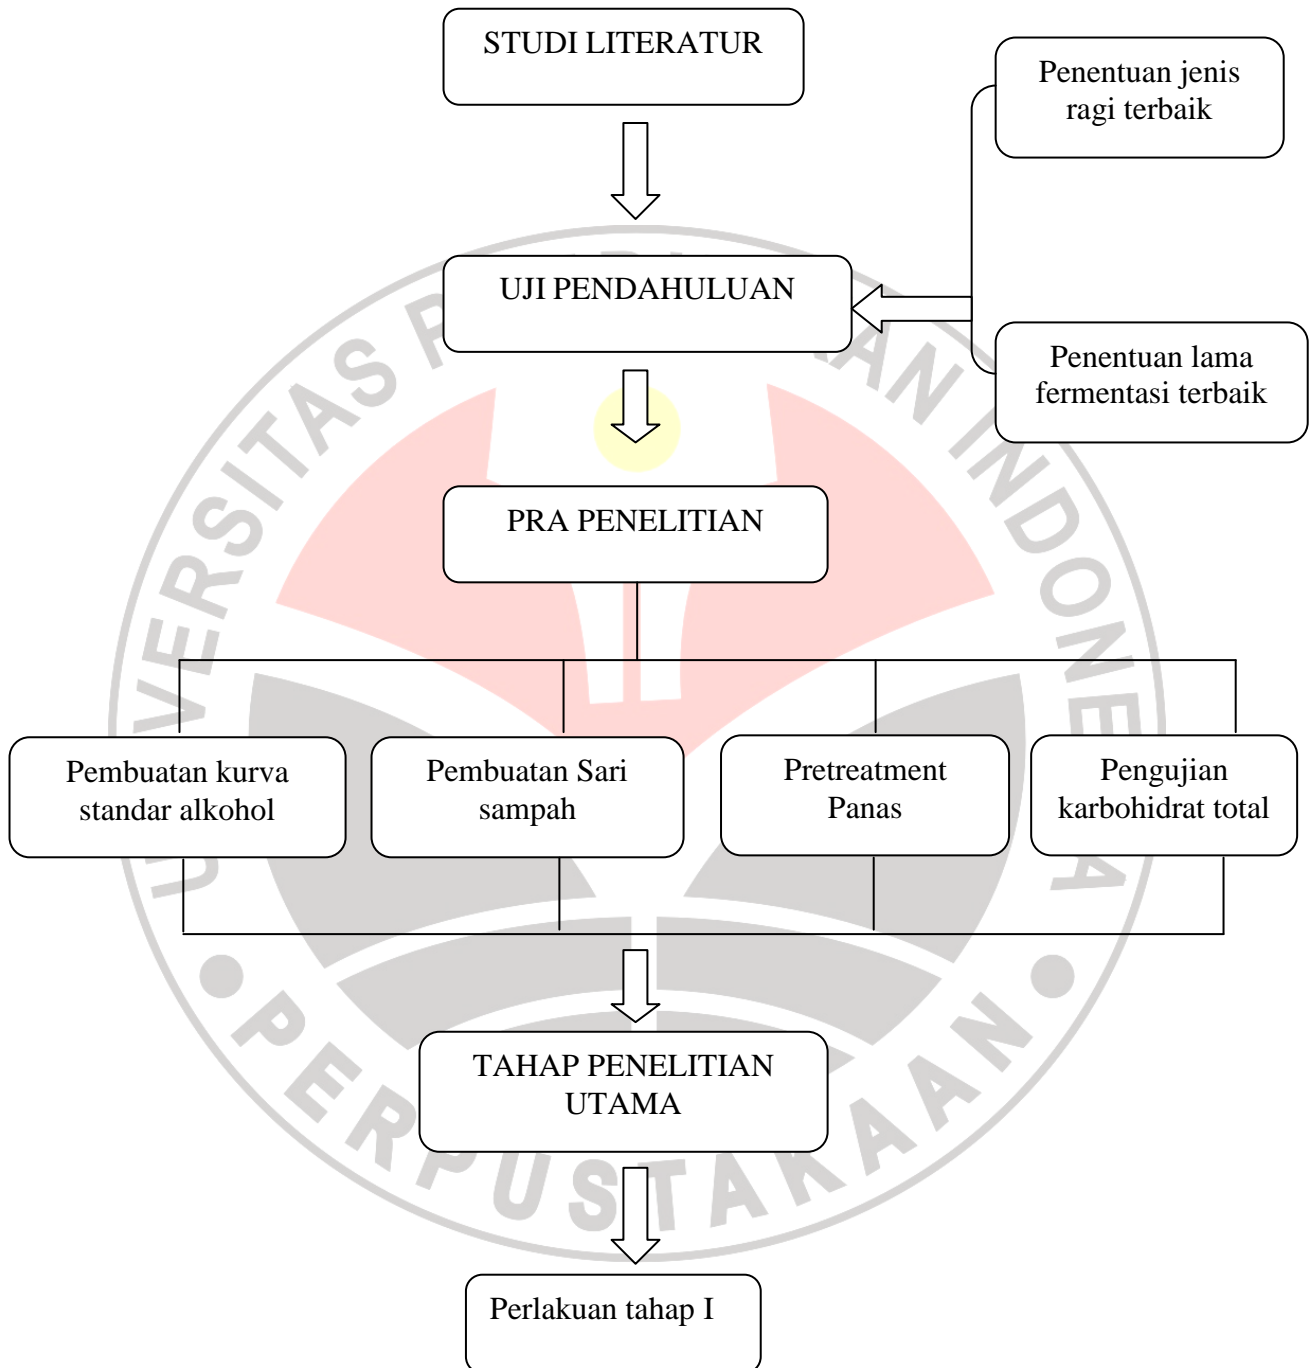 STUDI LITERATUR
Penentuan jenis
ragi terbaik
UJI PENDAHULUAN
Penentuan lama
fermentasi terbaik
PRA PENELITIAN
Pembuatan kurva
standar alkohol
Pembuatan Sari
sampah
Pretreatment
Panas
Pengujian
karbohidrat total
TAHAP PENELITIAN
UTAMA
Perlakuan tahap I
PERPUSTAKAAN